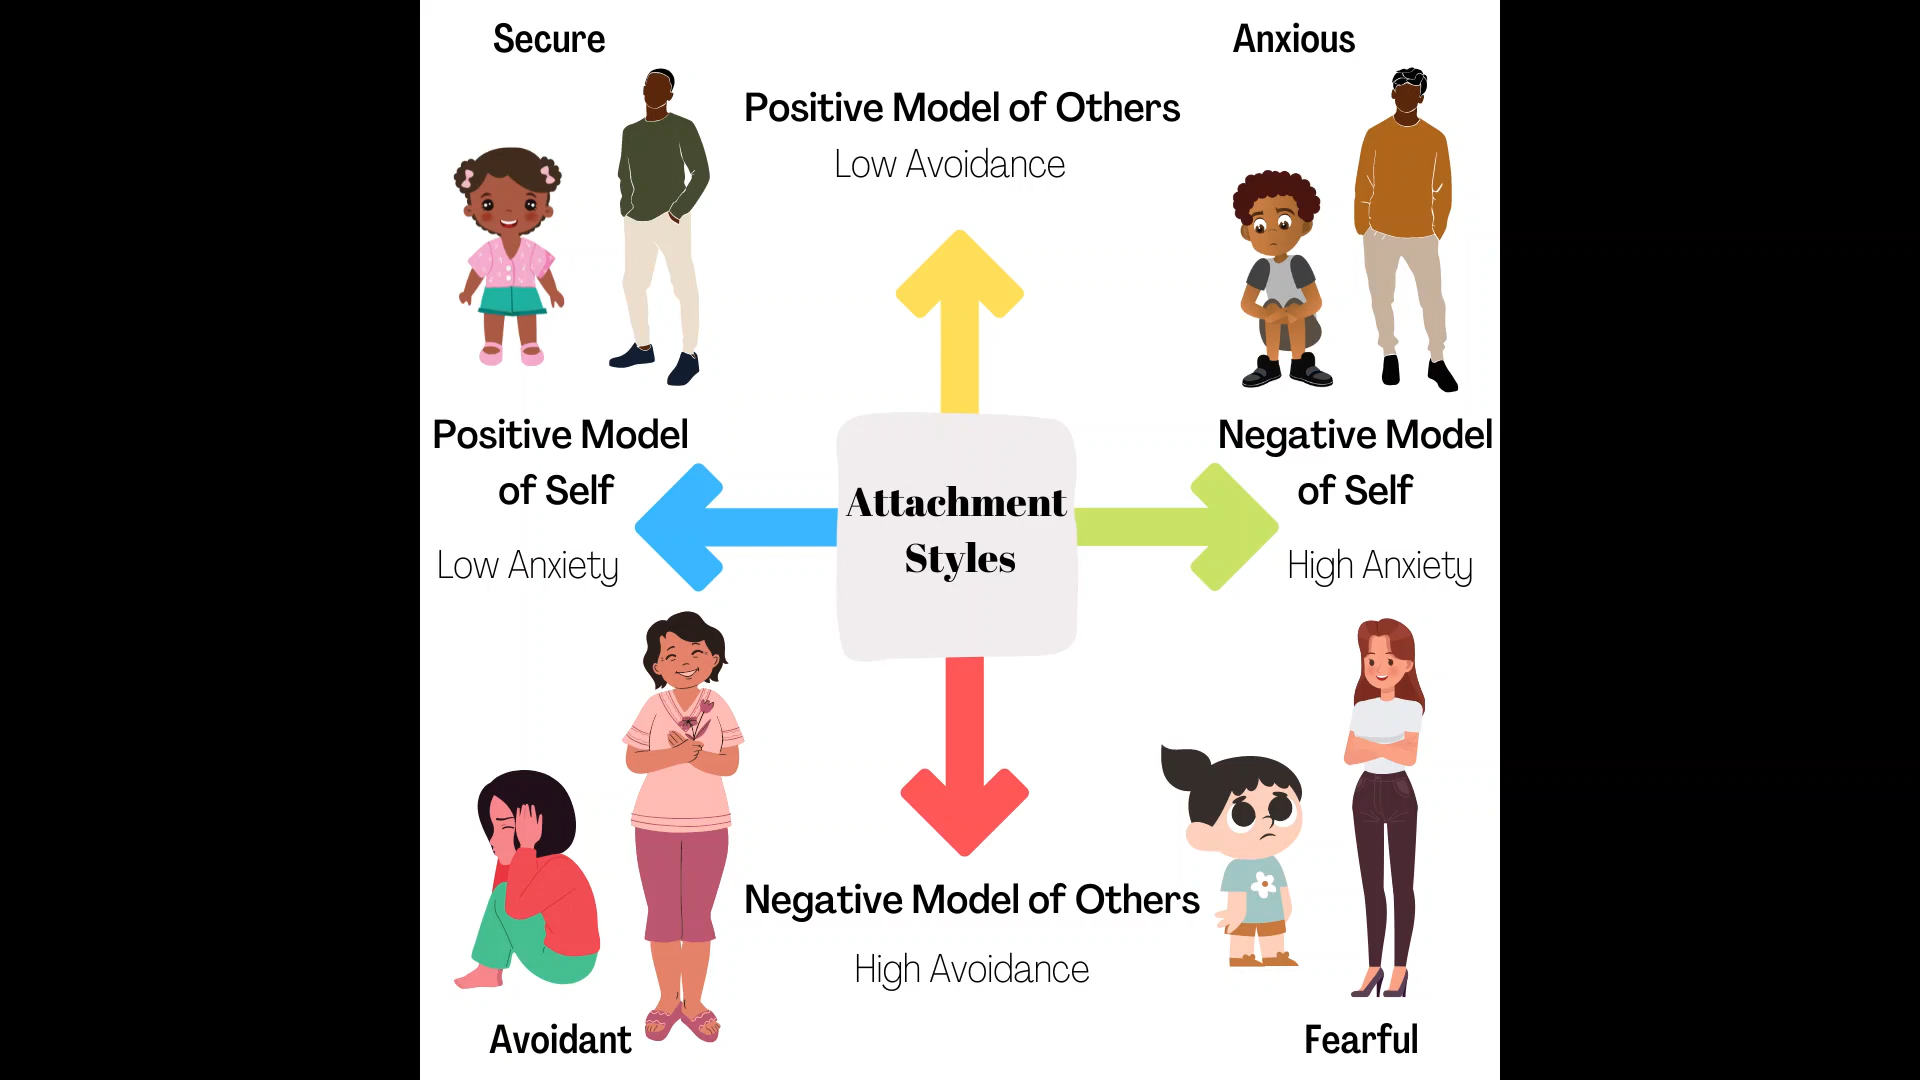 Secure
Anxious
Positive Model of Others
Low Avoidance
Positive Model
of Self
Low Anxiety
Attachment
Styles
Negative Model
of Self
High Anxiety
Negative Model of Others
High Avoidance
Avoidant
Fearful